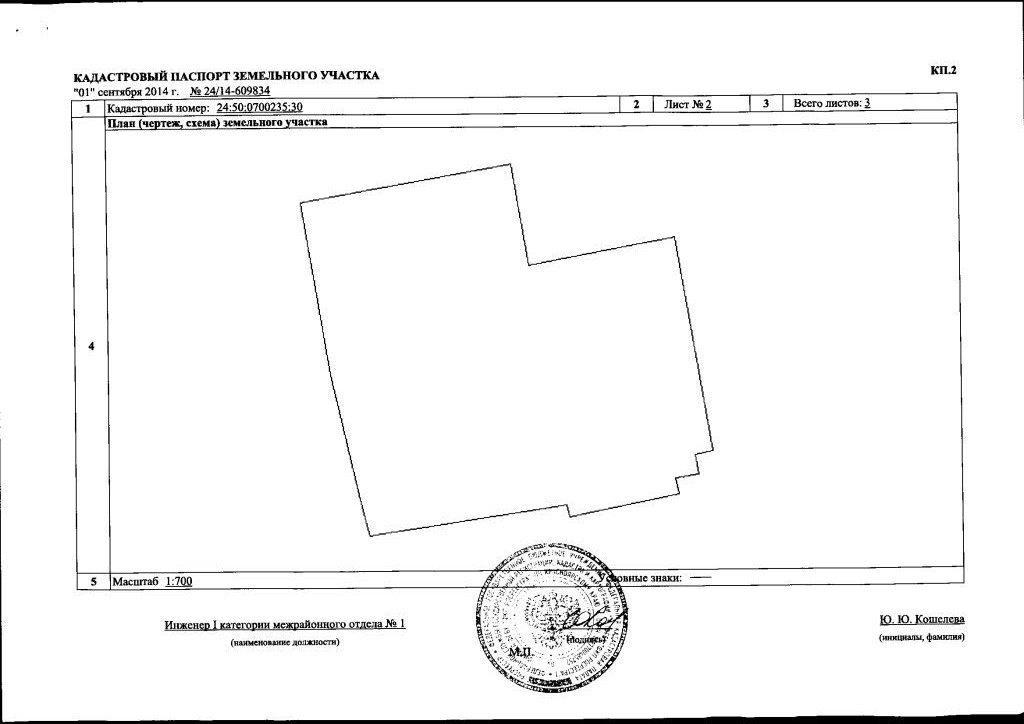 КАДАСТРОВЫЙ ПАСПОРТ ЗЕМЕЛЬНОГО УЧАСТКА
КП.2
"01" сентября 2014 г. № 24/14-609834
1 Кадастровый номер: 24:50:0700235:30 2 Лист № 2 3 Всего листов: 3
План (чертеж, схема) земельного участка
4
5 Масштаб 1:700 овные знаки:
Инженер I категории межрайонного отдела № 1
Ю. Ю. Кошелева
(наименование должности)
(подпись)
(инициалы, фамилия)
М.П.